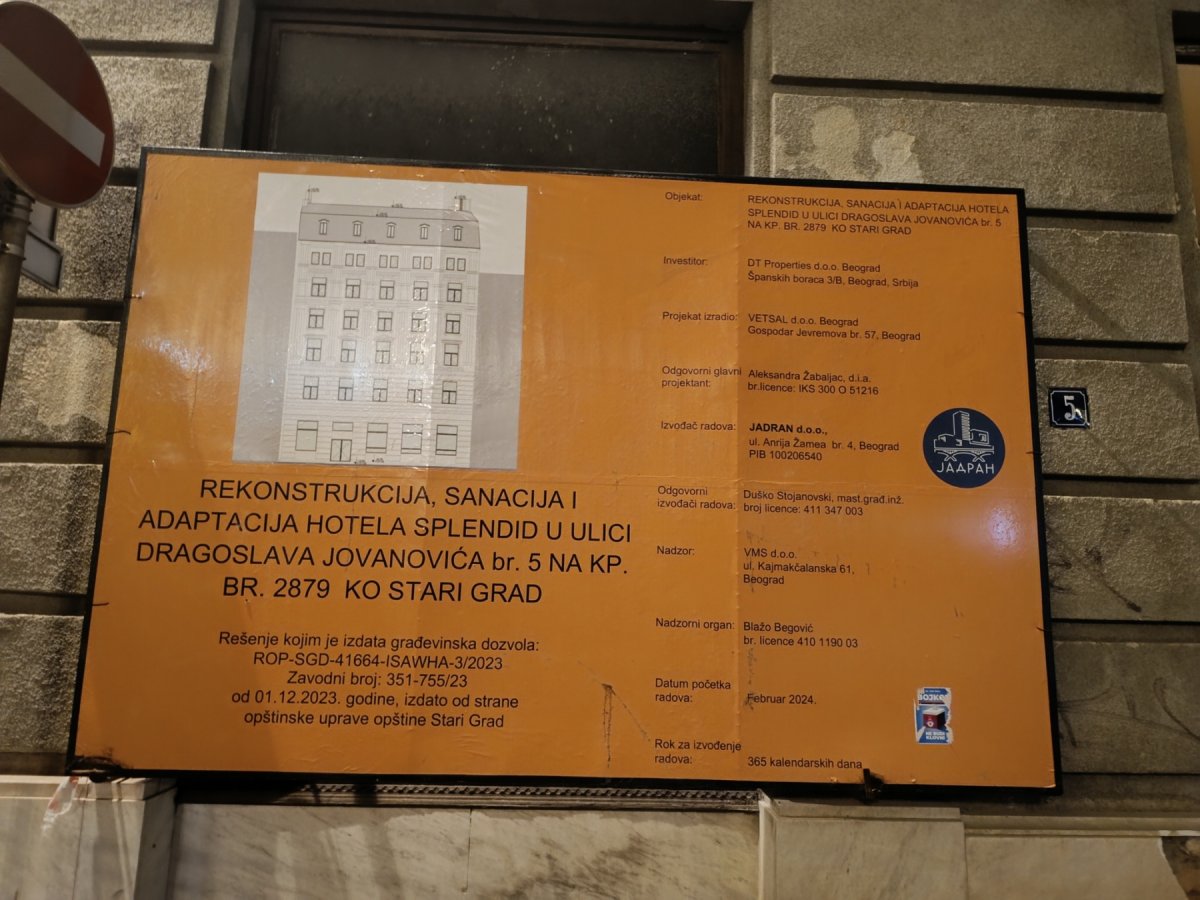 REKONSTRUKCIJA, SANACIJA I
ADAPTACIJA HOTELA SPLENDID U ULICI
DRAGOSLAVA JOVANOVIĆA br. 5 NA KP.
BR. 2879 KO STARI GRAD
Rešenje kojim je izdata građevinska dozvola:
ROP-SGD-41664-ISAWHA-3/2023
Zavodni broj: 351-755/23
od 01.12.2023. godine, izdato od strane
opštinske uprave opštine Stari Grad
Objekat:
REKONSTRUKCIJA, SANACIJA I ADAPTACIJA HOTELA
SPLENDID U ULICI DRAGOSLAVA JOVANOVIĆA br. 5
NA KP. BR. 2879 KO STARI GRAD
Investitor:
DT Properties d.o.o. Beograd
Španskih boraca 3/B, Beograd, Srbija
Projekat izradio:
VETSAL d.o.o. Beograd
Gospodar Jevremova br. 57, Beograd
Odgovorni glavni
projektant:
Aleksandra Žabaljac, d.i.a.
br.licence: IKS 300 O 51216
Izvođač radova:
JADRAN d.o.o.,
ul. Anrija Žamea br. 4, Beograd
PIB 100206540
ЈАДРАН
Odgovorni
izvođači radova:
Duško Stojanovski, mast.građ.inž.
broj licence: 411 347 003
Nadzor:
VMS d.o.o.
ul. Kajmakčalanska 61,
Beograd
Nadzorni organ:
Blažo Begović
br. licence 410 1190 03
Datum početka
radova:
Februar 2024.
Rok za izvođenje
radova:
365 kalendarskih dana
5